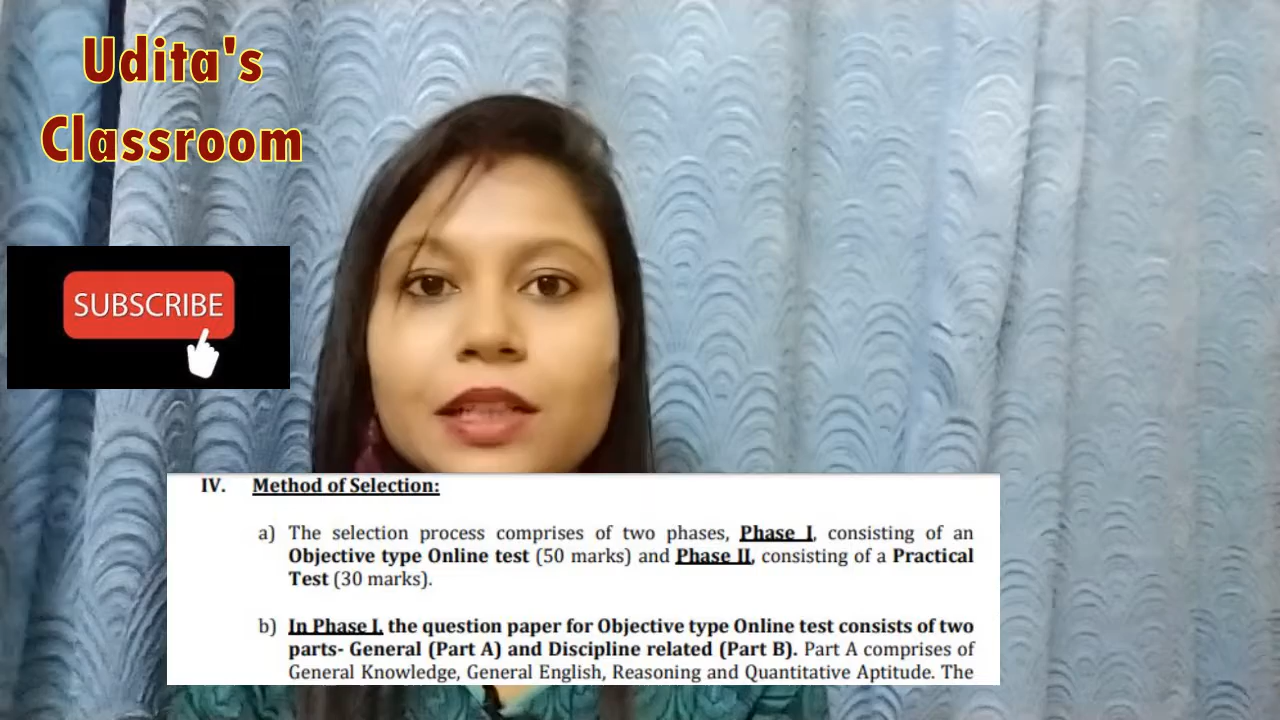 Udita's
Classroom
SUBSCRIBE
IV. Method of Selection:
a) The selection process comprises of two phases, Phase I, consisting of an
Objective type Online test (50 marks) and Phase II, consisting of a Practical
Test (30 marks).
b) In Phase I, the question paper for Objective type Online test consists of two
parts- General (Part A) and Discipline related (Part B). Part A comprises of
General Knowledge, General English, Reasoning and Quantitative Aptitude. The